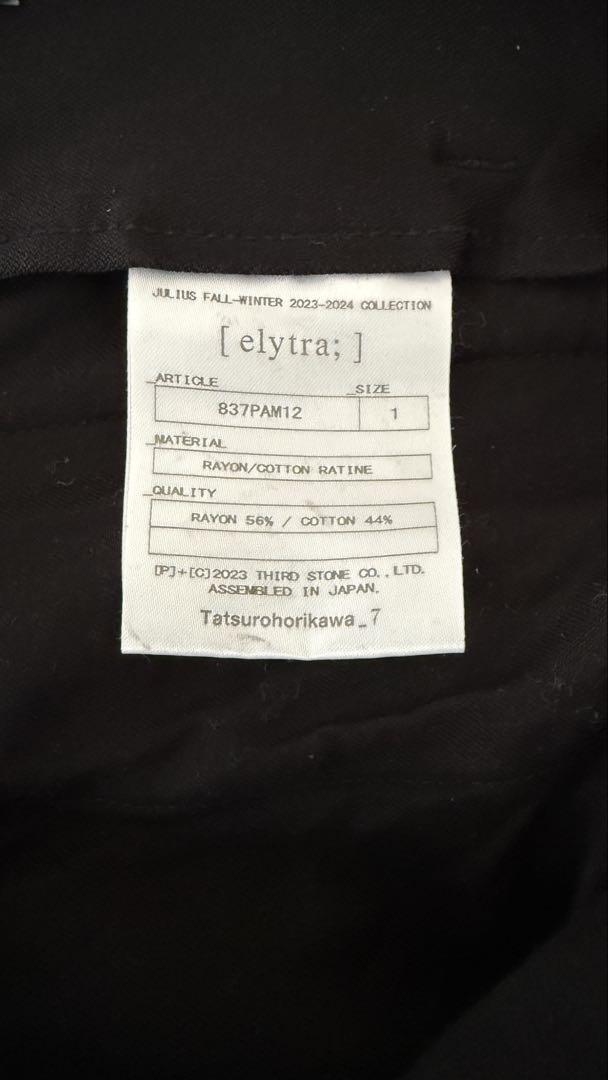 JULIUS FALL-WINTER 2023-2024 COLLECTION
[ elytra; ]
_ARTICLE _SIZE
837PAM12 1
_MATERIAL
RAYON/COTTON RATINE
_QUALITY
RAYON 56% / COTTON 44%
[P]+[C]2023 THIRD STONE CO.,LTD.
ASSEMBLED IN JAPAN.
Tatsurohorikawa_7